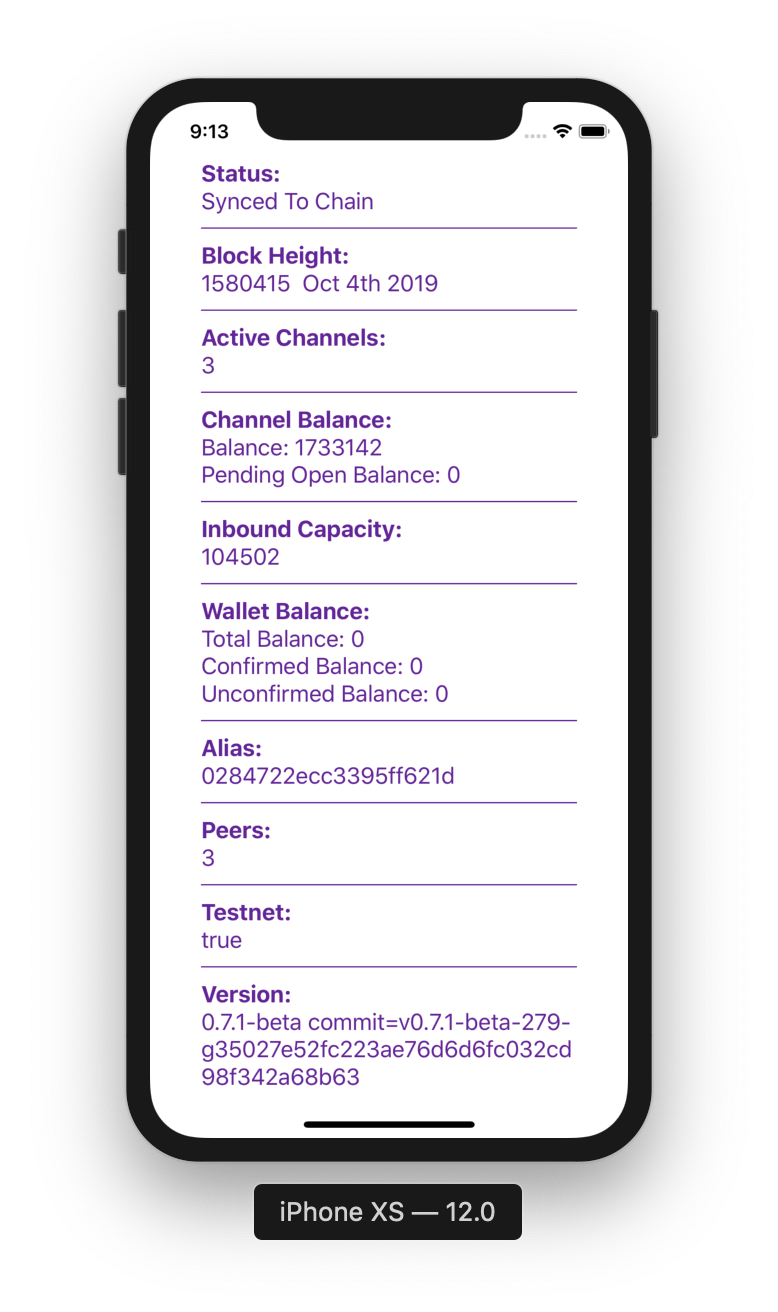 9:13
Status:
Synced To Chain
Block Height:
1580415  Oct 4th 2019
Active Channels:
3
Channel Balance:
Balance: 1733142
Pending Open Balance: 0
Inbound Capacity:
104502
Wallet Balance:
Total Balance: 0
Confirmed Balance: 0
Unconfirmed Balance: 0
Alias:
0284722ecc3395ff621d
Peers:
3
Testnet:
true
Version:
0.7.1-beta commit=v0.7.1-beta-279-
g35027e52fc223ae76d6d6fc032cd
98f342a68b63
iPhone XS — 12.0